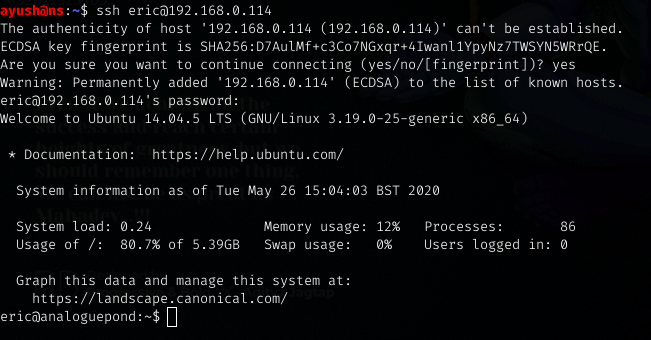 ayush@ns:~$ ssh eric@192.168.0.114
The authenticity of host '192.168.0.114 (192.168.0.114)' can't be established.
ECDSA key fingerprint is SHA256:D7AulMf+c3Co7NGxqr+4Iwanl1YpyNz7TWSYN5WRrQE.
Are you sure you want to continue connecting (yes/no/[fingerprint])? yes
Warning: Permanently added '192.168.0.114' (ECDSA) to the list of known hosts.
eric@192.168.0.114's password:
Welcome to Ubuntu 14.04.5 LTS (GNU/Linux 3.19.0-25-generic x86_64)
* Documentation:  https://help.ubuntu.com/
System information as of Tue May 26 15:04:03 BST 2020
System load: 0.24              Memory usage: 12%   Processes:       86
Usage of /:  80.7% of 5.39GB   Swap usage:   0%    Users logged in: 0
Graph this data and manage this system at:
https://landscape.canonical.com/
eric@analoguepond:~$